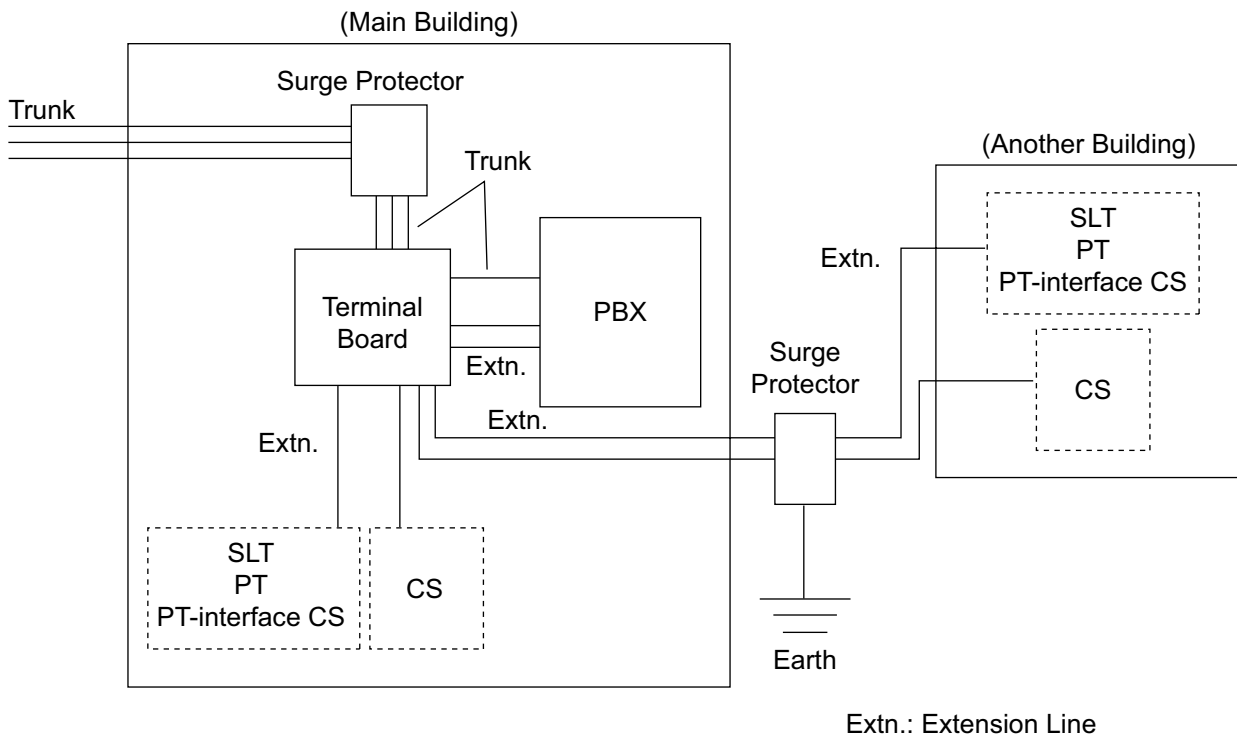 (Main Building)
Surge Protector
Trunk
Trunk
(Another Building)
SLT
PT
PT-interface CS
Extn.
Terminal
Board
PBX
Surge
Protector
CS
Extn.
Extn.
Extn.
SLT
PT
PT-interface CS
CS
Earth
Extn.: Extension Line